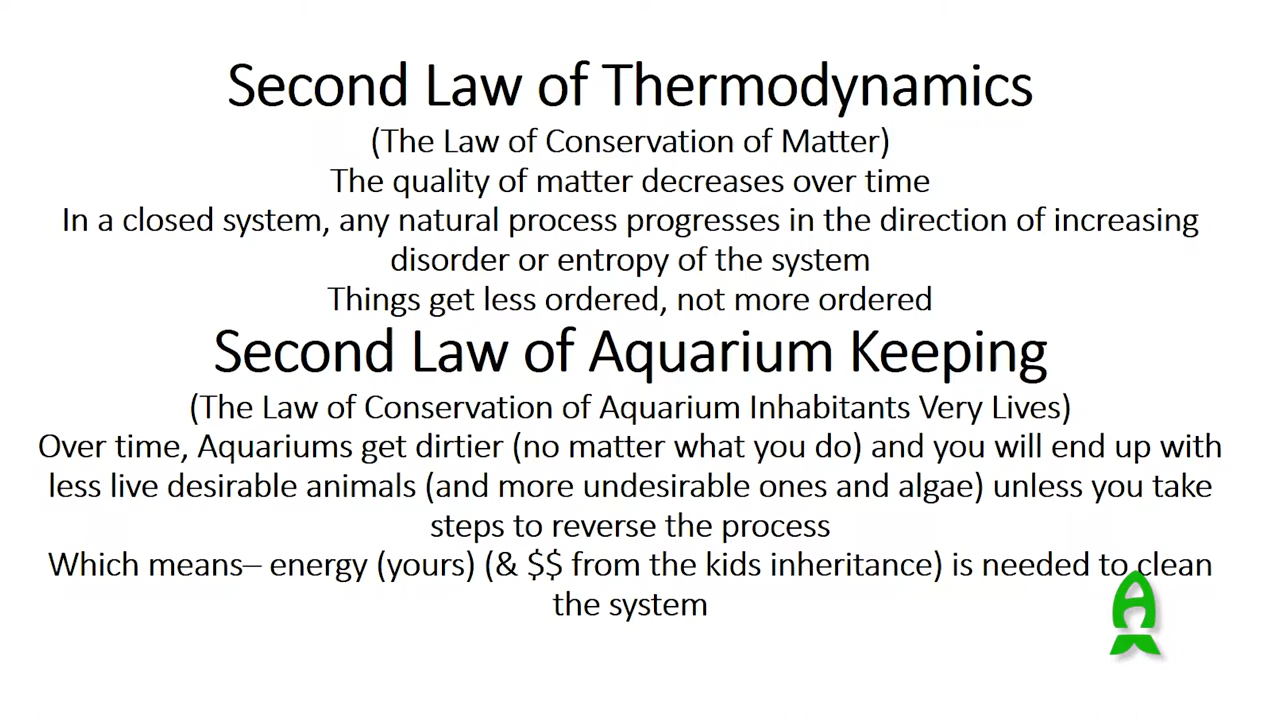 Second Law of Thermodynamics
(The Law of Conservation of Matter)
The quality of matter decreases over time
In a closed system, any natural process progresses in the direction of increasing
disorder or entropy of the system
Things get less ordered, not more ordered
Second Law of Aquarium Keeping
(The Law of Conservation of Aquarium Inhabitants Very Lives)
Over time, Aquariums get dirtier (no matter what you do) and you will end up with
less live desirable animals (and more undesirable ones and algae) unless you take
steps to reverse the process
Which means– energy (yours) (& $$ from the kids inheritance) is needed to clean
the system